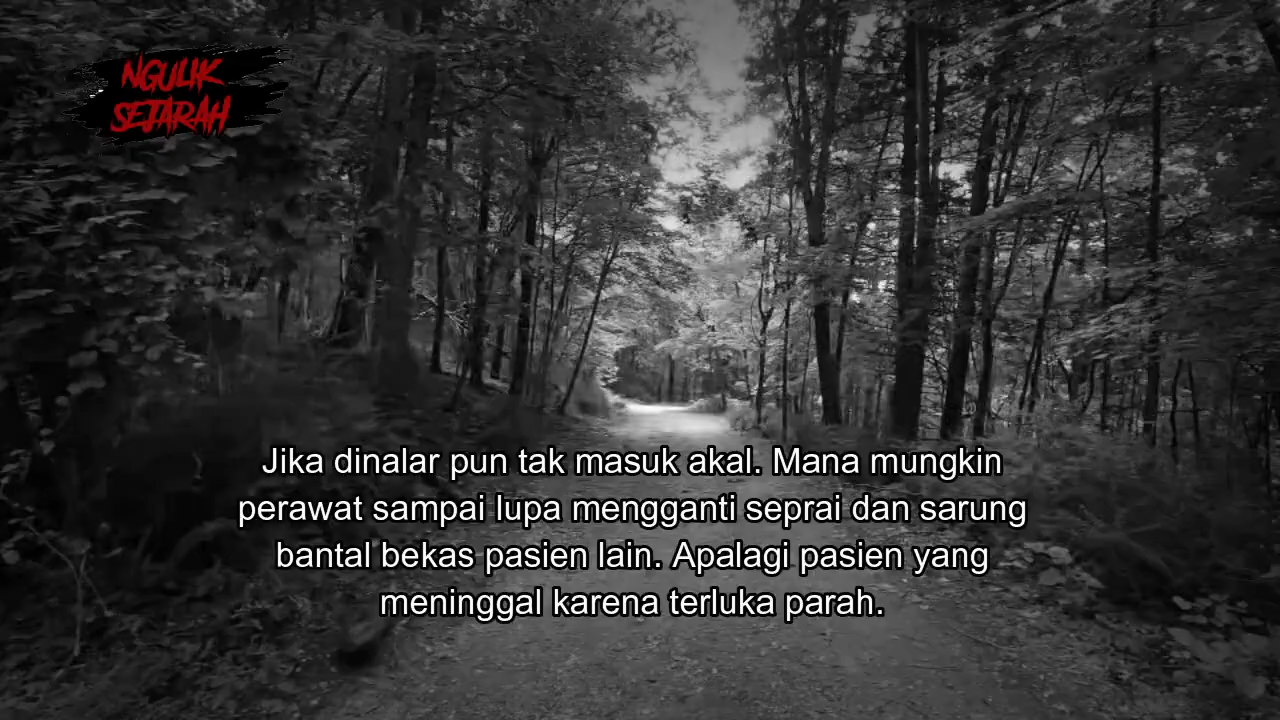 NGULIK
SEJARAH
Jika dinalar pun tak masuk akal. Mana mungkin
perawat sampai lupa mengganti seprai dan sarung
bantal bekas pasien lain. Apalagi pasien yang
meninggal karena terluka parah.